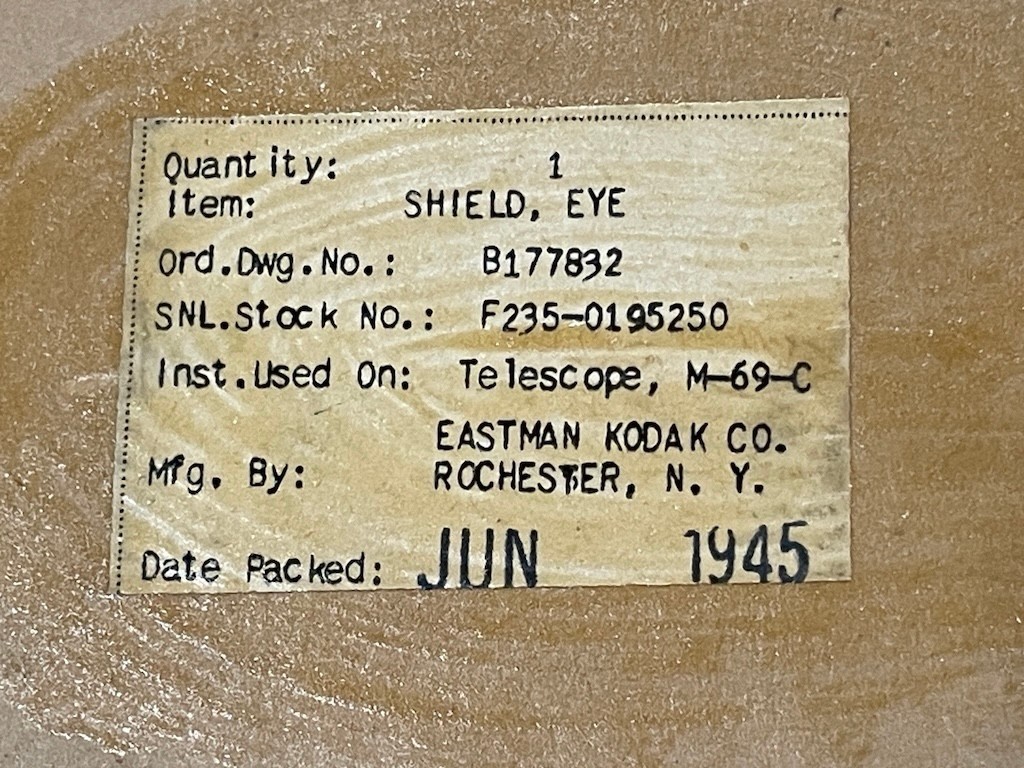 Quantity: 1
Item: SHIELD, EYE
Ord.Dwg.No.: B177832
SNL.Stock No.: F235-0195250
Inst.Used On: Telescope, M-69-C
EASTMAN KODAK CO.
Mfg. By: ROCHESTER, N. Y.
Date Packed: JUN 1945